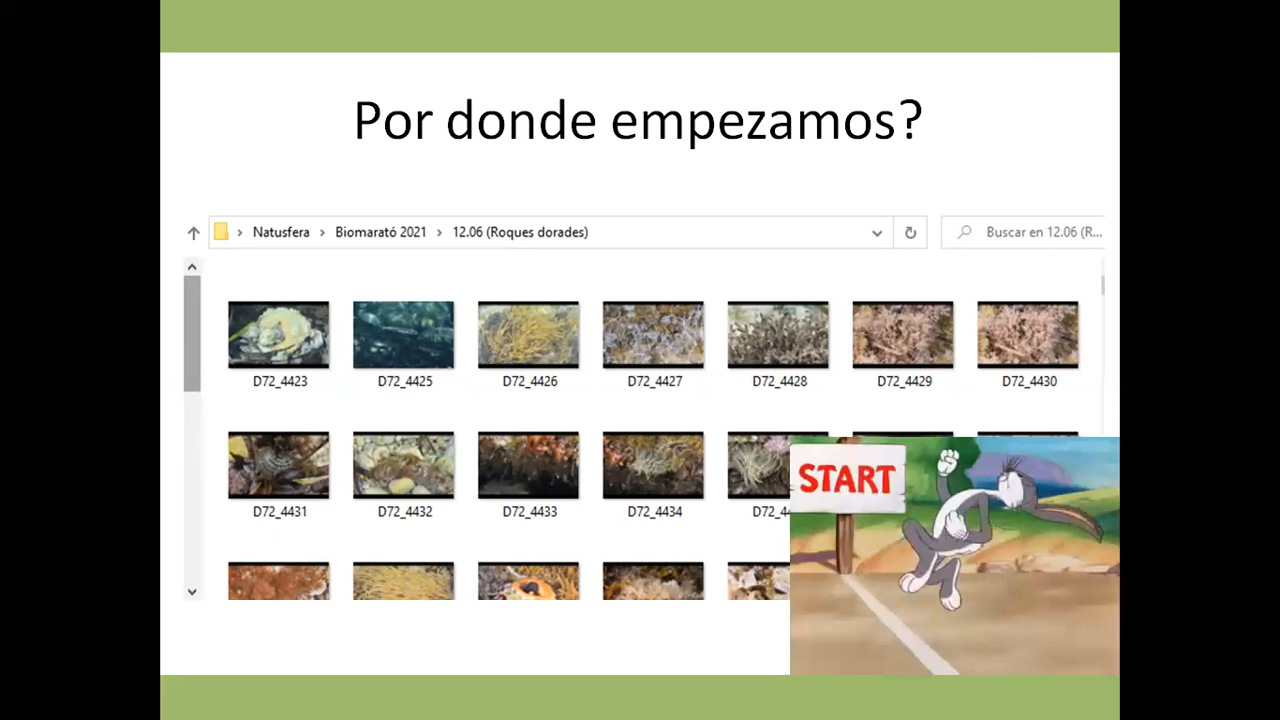 Por donde empezamos?
Natusfera > Biomarató 2021 > 12.06 (Roques dorades)
Buscar en 12.06 (R...
D72_4423 D72_4425 D72_4426 D72_4427 D72_4428 D72_4429 D72_4430
D72_4431 D72_4432 D72_4433 D72_4434 D72_4
START